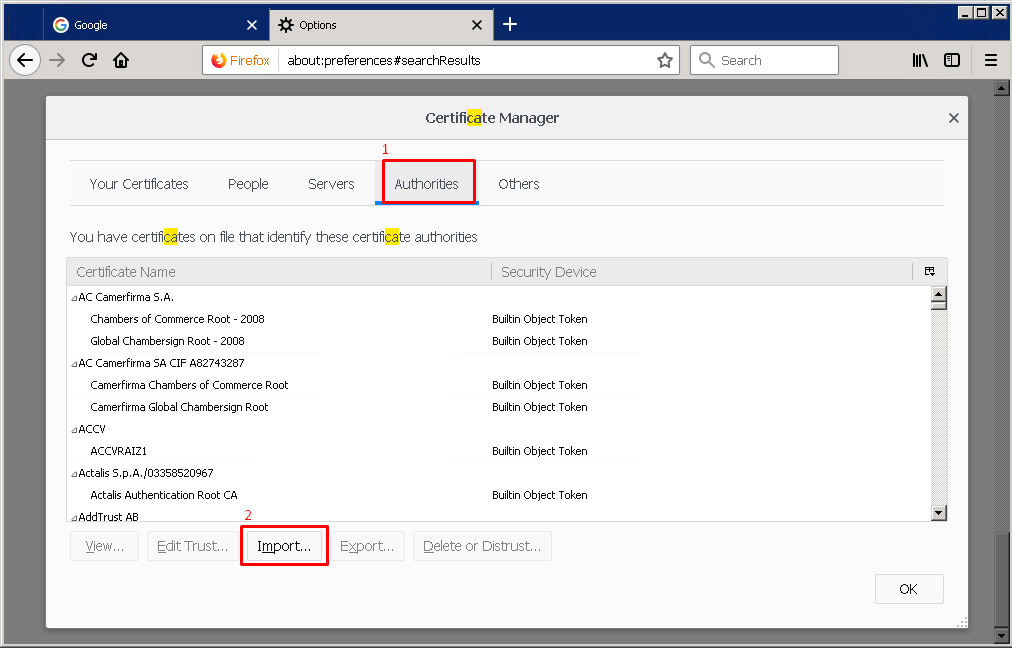 Google
Options
Firefox about:preferences#searchResults Search
Certificate Manager
1
Your Certificates People Servers Authorities Others
You have certificates on file that identify these certificate authorities
Certificate Name Security Device
AC Camerfirma S.A.
Chambers of Commerce Root - 2008 Builtin Object Token
Global Chambersign Root - 2008 Builtin Object Token
AC Camerfirma SA CIF A82743287
Camerfirma Chambers of Commerce Root Builtin Object Token
Camerfirma Global Chambersign Root Builtin Object Token
ACCV
ACCVRAIZ1 Builtin Object Token
Actalis S.p.A./03358520967
Actalis Authentication Root CA Builtin Object Token
AddTrust AB
2
View... Edit Trust... Import... Export... Delete or Distrust...
OK